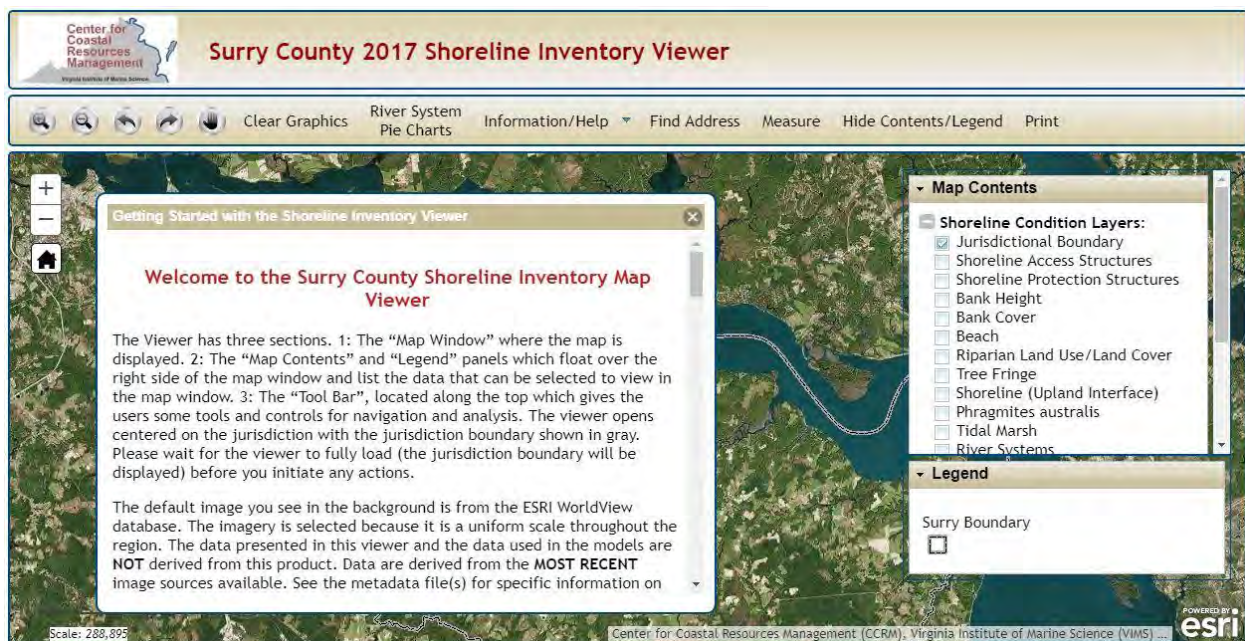 Center for
Coastal
Resources
Management
Virginia Institute of Marine Science
Surry County 2017 Shoreline Inventory Viewer
Clear Graphics
River System
Pie Charts
Information/Help
Find Address
Measure
Hide Contents/Legend
Print
+
−
Getting Started with the Shoreline Inventory Viewer
Welcome to the Surry County Shoreline Inventory Map
Viewer
The Viewer has three sections. 1: The “Map Window” where the map is
displayed. 2: The “Map Contents” and “Legend” panels which float over the
right side of the map window and list the data that can be selected to view in
the map window. 3: The “Tool Bar”, located along the top which gives the
users some tools and controls for navigation and analysis. The viewer opens
centered on the jurisdiction with the jurisdiction boundary shown in gray.
Please wait for the viewer to fully load (the jurisdiction boundary will be
displayed) before you initiate any actions.
The default image you see in the background is from the ESRI WorldView
database. The imagery is selected because it is a uniform scale throughout the
region. The data presented in this viewer and the data used in the models are
NOT derived from this product. Data are derived from the MOST RECENT
image sources available. See the metadata file(s) for specific information on
Map Contents
Shoreline Condition Layers:
Jurisdictional Boundary
Shoreline Access Structures
Shoreline Protection Structures
Bank Height
Bank Cover
Beach
Riparian Land Use/Land Cover
Tree Fringe
Shoreline (Upland Interface)
Phragmites australis
Tidal Marsh
River Systems
Legend
Surry Boundary
Scale: 288,895
Center for Coastal Resources Management (CCRM), Virginia Institute of Marine Science (VIMS) ...
POWERED BY
esri